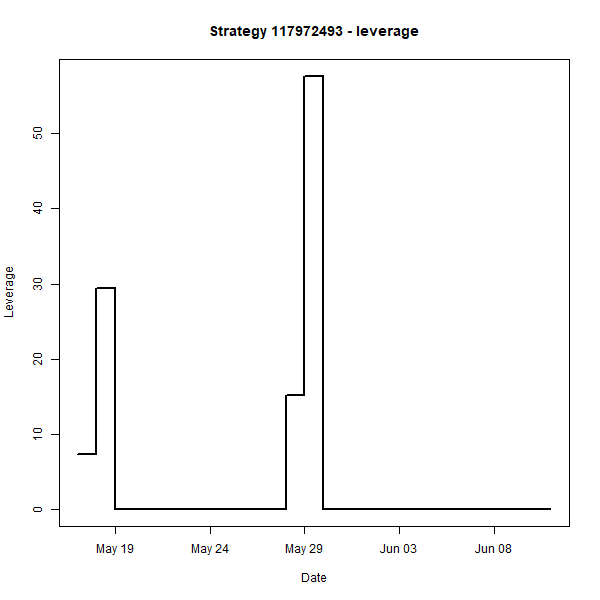 Strategy 117972493 - leverage
Leverage
50
40
30
20
10
0
May 19
May 24
May 29
Jun 03
Jun 08
Date